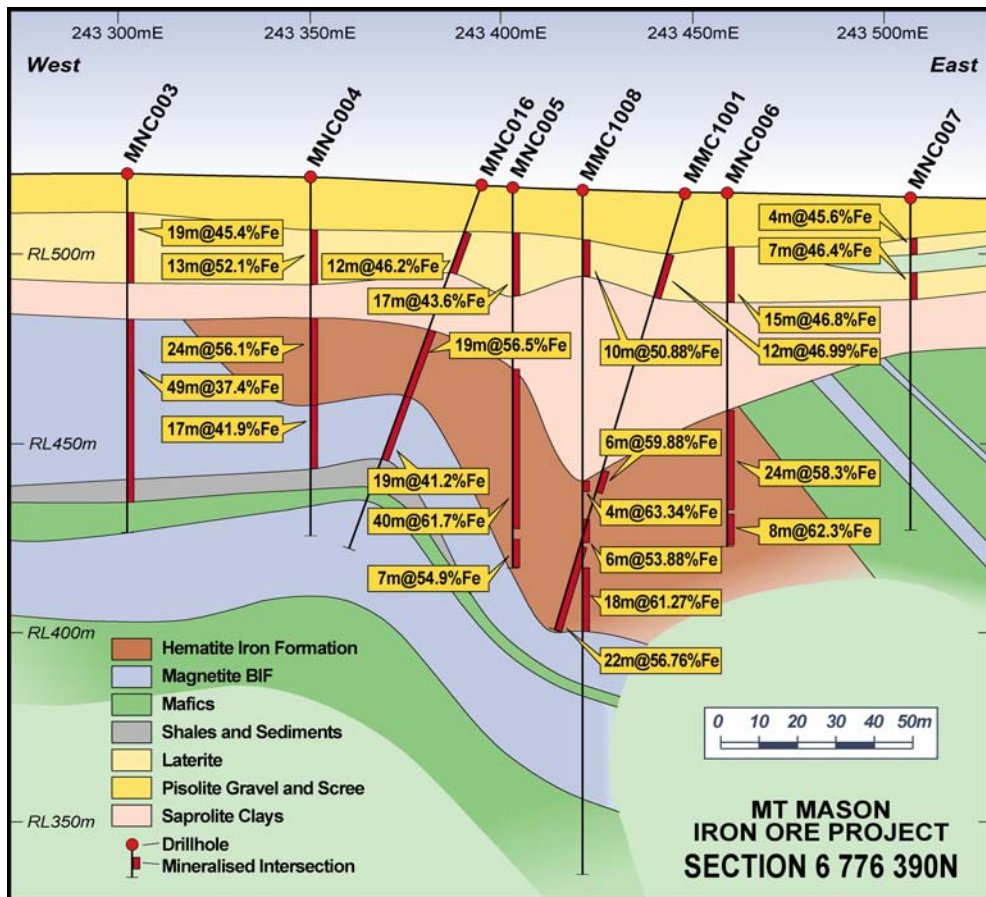 243 300mE 243 350mE 243 400mE 243 450mE 243 500mE
West East
MNC003
MNC004
MNC016
MNC005
MMC1008
MMC1001
MNC006
MNC007
19m@45.4%Fe
13m@52.1%Fe
12m@46.2%Fe
17m@43.6%Fe
4m@45.6%Fe
7m@46.4%Fe
15m@46.8%Fe
12m@46.99%Fe
10m@50.88%Fe
19m@56.5%Fe
24m@56.1%Fe
49m@37.4%Fe
17m@41.9%Fe
6m@59.88%Fe
19m@41.2%Fe
40m@61.7%Fe
4m@63.34%Fe
24m@58.3%Fe
8m@62.3%Fe
6m@53.88%Fe
7m@54.9%Fe
18m@61.27%Fe
22m@56.76%Fe
RL500m
RL450m
RL400m
RL350m
Hematite Iron Formation
Magnetite BIF
Mafics
Shales and Sediments
Laterite
Pisolite Gravel and Scree
Saprolite Clays
Drillhole
Mineralised Intersection
0 10 20 30 40 50m
MT MASON
IRON ORE PROJECT
SECTION 6 776 390N